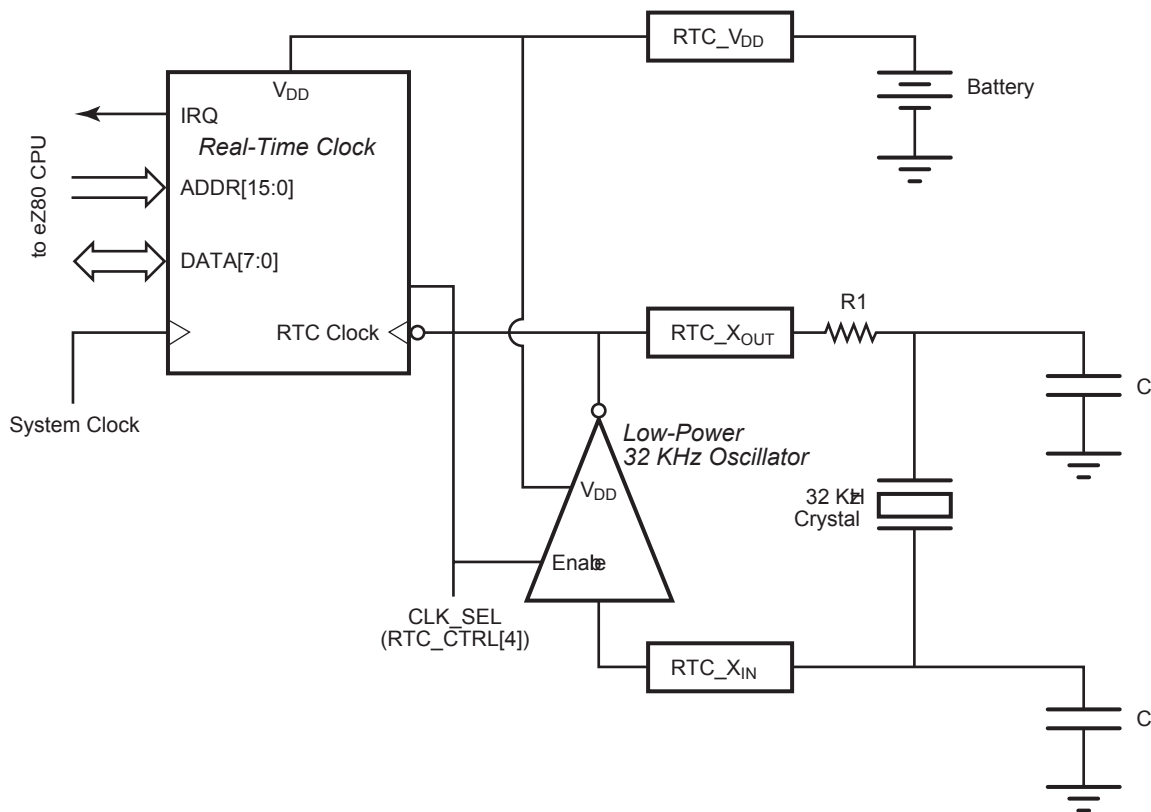 RTC_VDD
VDD
Battery
IRQ
Real-Time Clock
to eZ80 CPU
ADDR[15:0]
DATA[7:0]
R1
RTC Clock
RTC_XOUT
C
System Clock
Low-Power
32 KHz Oscillator
VDD
32 KHz
Crystal
Enable
CLK_SEL
(RTC_CTRL[4])
RTC_XIN
C